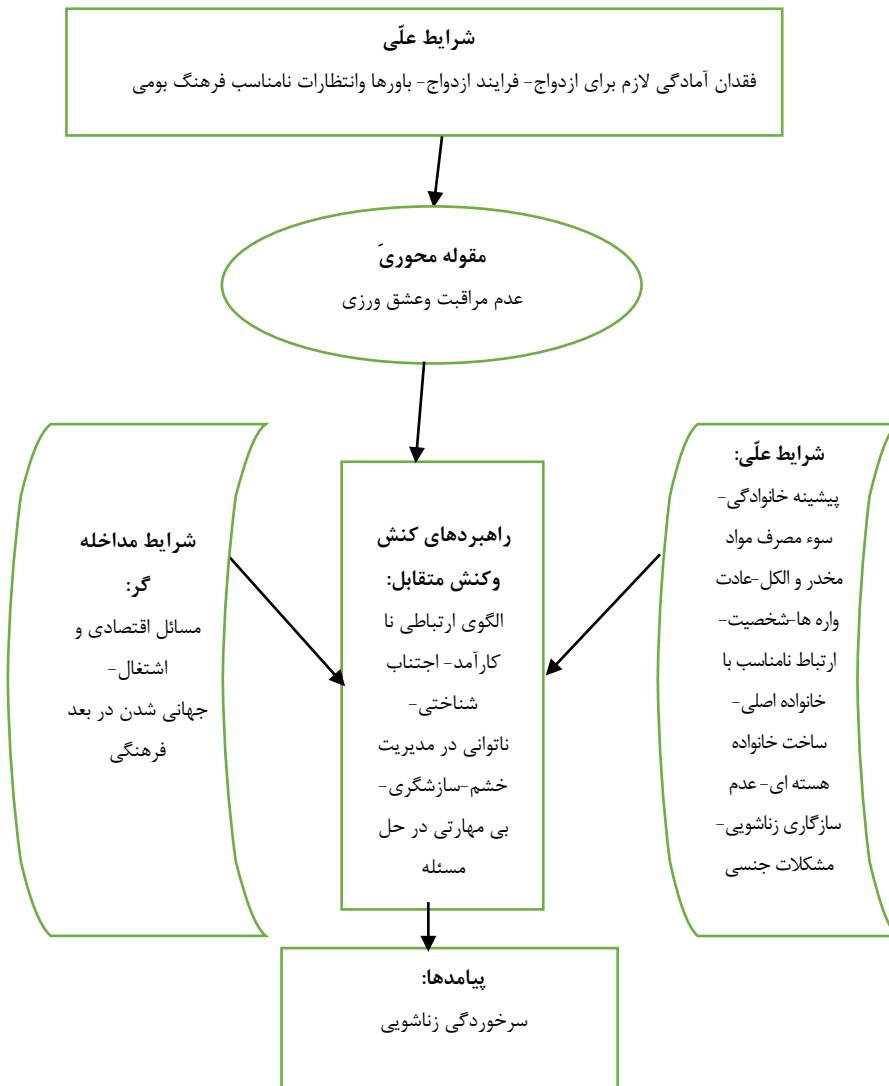 شرایط علّی
فقدان آمادگی لازم برای ازدواج- فرایند ازدواج- باورها وانتظارات نامناسب فرهنگ بومی
مقوله محوریَ
عدم مراقبت وعشق ورزی
شرایط علّی:
پیشینه خانوادگی-
سوء مصرف مواد
مخدر و الکل-عادت
واره ها-شخصیت-
ارتباط نامناسب با
خانواده اصلی-
ساخت خانواده
هسته ای- عدم
سازگاری زناشویی-
مشکلات جنسی
راهبردهای کنش
وکنش متقابل:
الگوی ارتباطی نا
کارآمد- اجتناب
شناختی-
ناتوانی در مدیریت
خشم-سازشگری-
بی مهارتی در حل
مسئله
شرایط مداخله
گر:
مسائل اقتصادی و
اشتغال-
جهانی شدن در بعد
فرهنگی
پیامدها:
سرخوردگی زناشویی